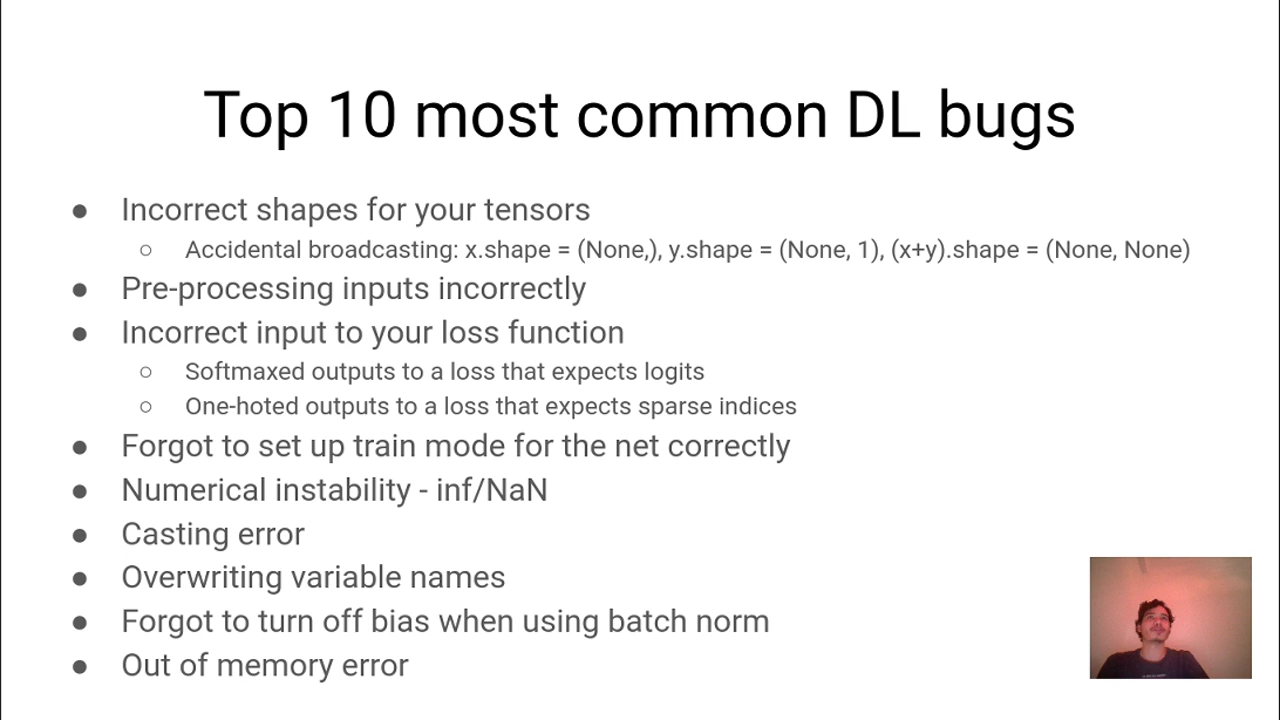 Top 10 most common DL bugs
● Incorrect shapes for your tensors
○ Accidental broadcasting: x.shape = (None,), y.shape = (None, 1), (x+y).shape = (None, None)
● Pre-processing inputs incorrectly
● Incorrect input to your loss function
○ Softmaxed outputs to a loss that expects logits
○ One-hoted outputs to a loss that expects sparse indices
● Forgot to set up train mode for the net correctly
● Numerical instability - inf/NaN
● Casting error
● Overwriting variable names
● Forgot to turn off bias when using batch norm
● Out of memory error